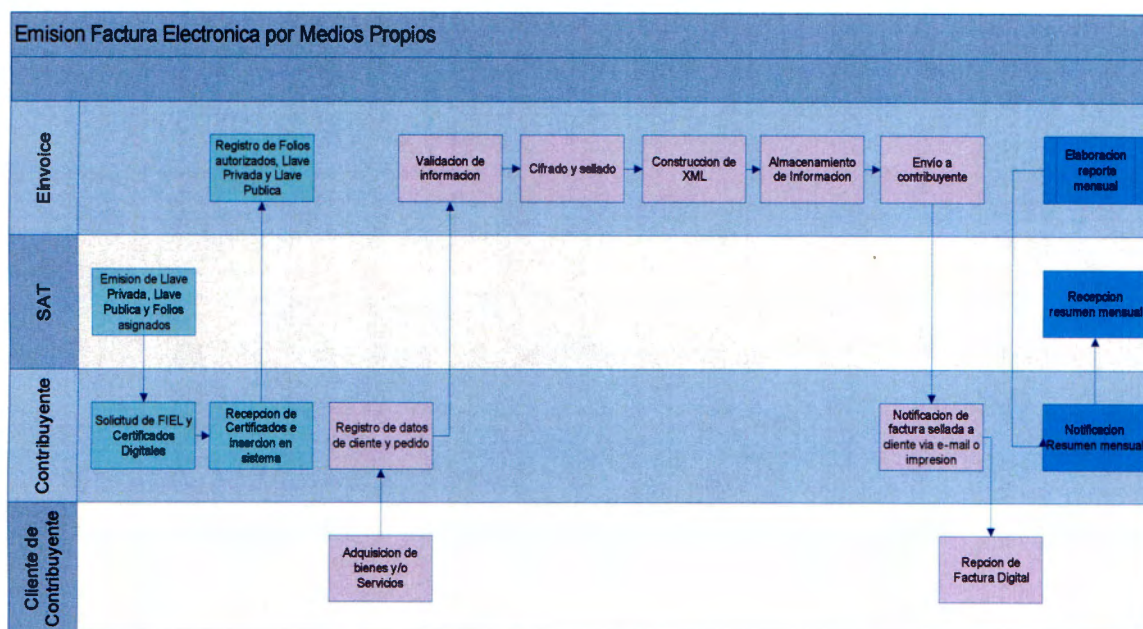 Emision Factura Electronica por Medios Propios
Einvoice
Registro de Folios
autorizados, Llave
Privada y Llave
Publica
Validacion de
informacion
Cifrado y sellado
Construccion de
XML
Almacenamiento
de Informacion
Envio a
contribuyente
Elaboracion
reporte
mensual
SAT
Emision de Llave
Privada, Llave
Publica y Folios
asignados
Recepcion
resumen mensual
Contribuyente
Solicitud de FIEL y
Certificados
Digitales
Recepcion de
Certificados e
insercion en
sistema
Registro de datos
de cliente y pedido
Notificacion de
factura sellada a
cliente via e-mail o
impresion
Notificacion
Resumen mensual
Cliente de
Contribuyente
Adquisicion de
bienes y/o
Servicios
Repcion de
Factura Digital